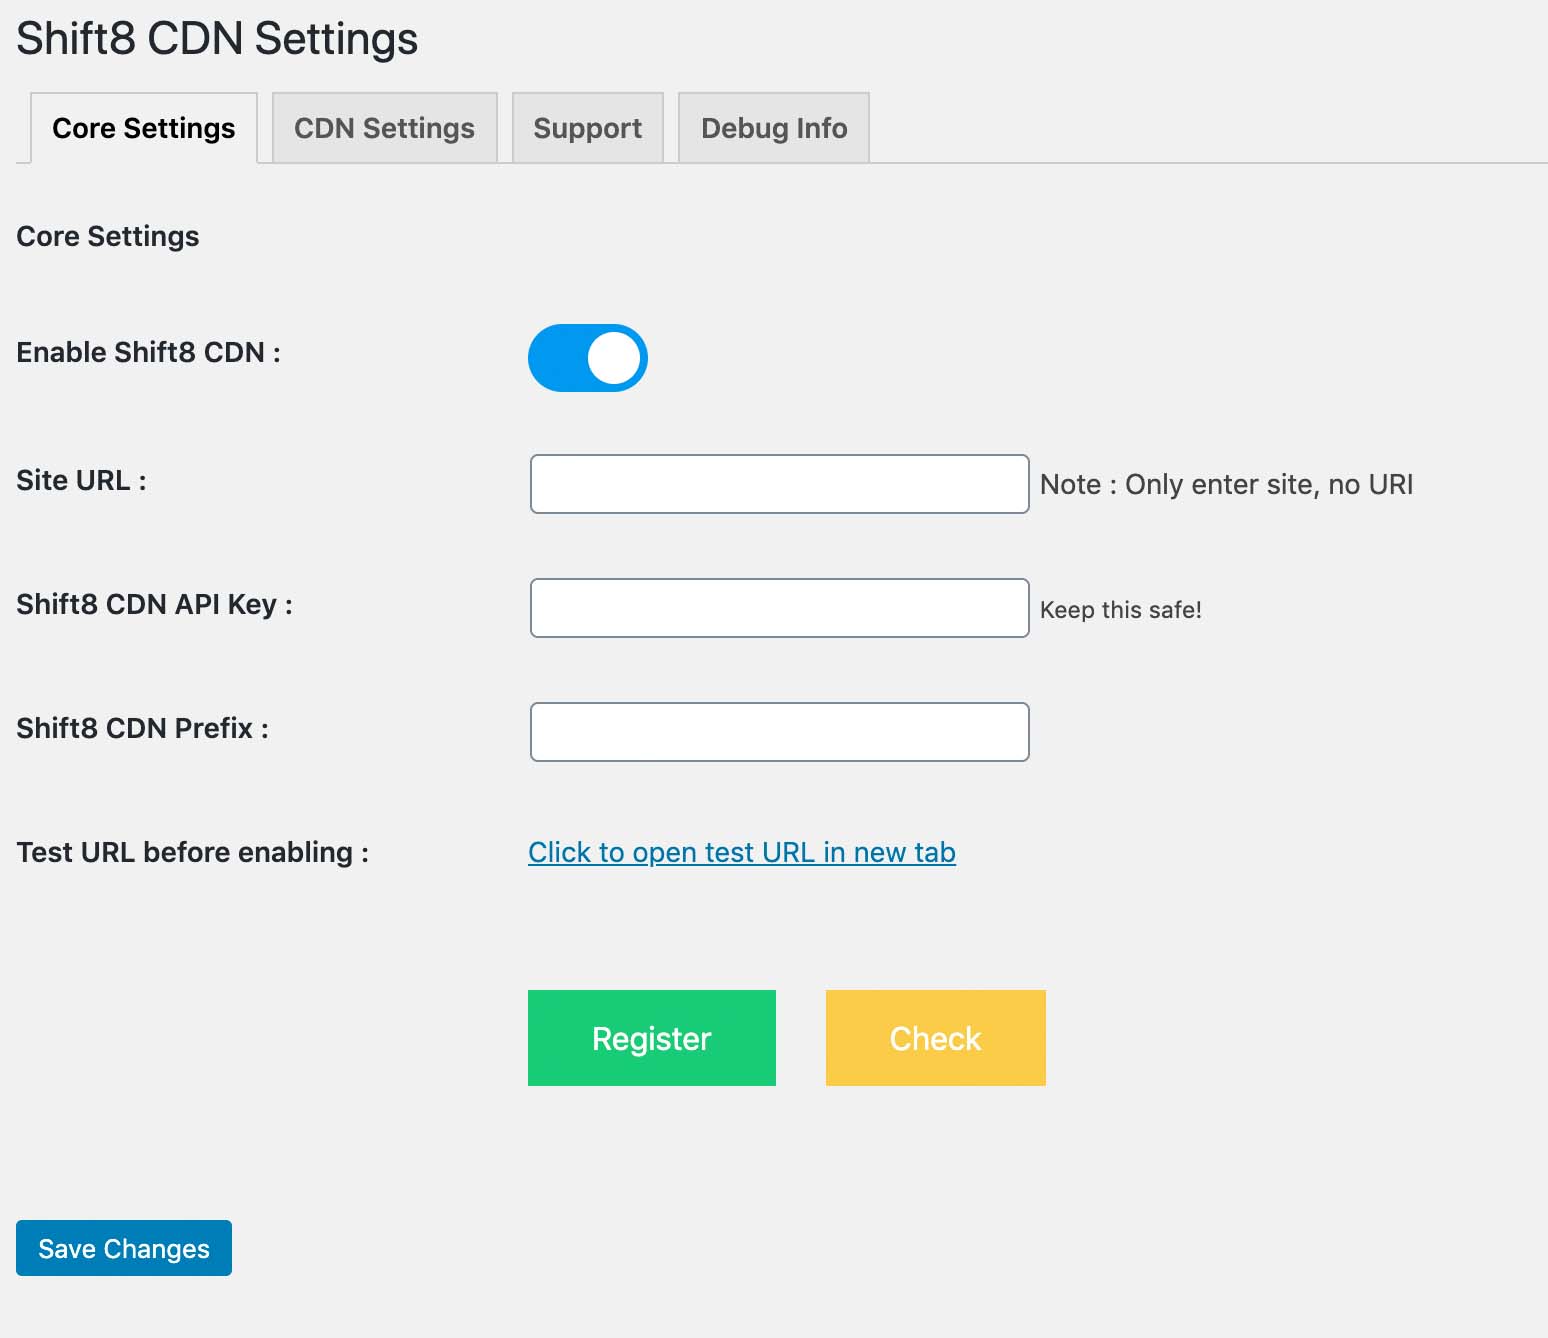 Shift8 CDN Settings
Core Settings CDN Settings Support Debug Info
Core Settings
Enable Shift8 CDN :
Site URL : Note : Only enter site, no URI
Shift8 CDN API Key : Keep this safe!
Shift8 CDN Prefix :
Test URL before enabling : Click to open test URL in new tab
Register Check
Save Changes